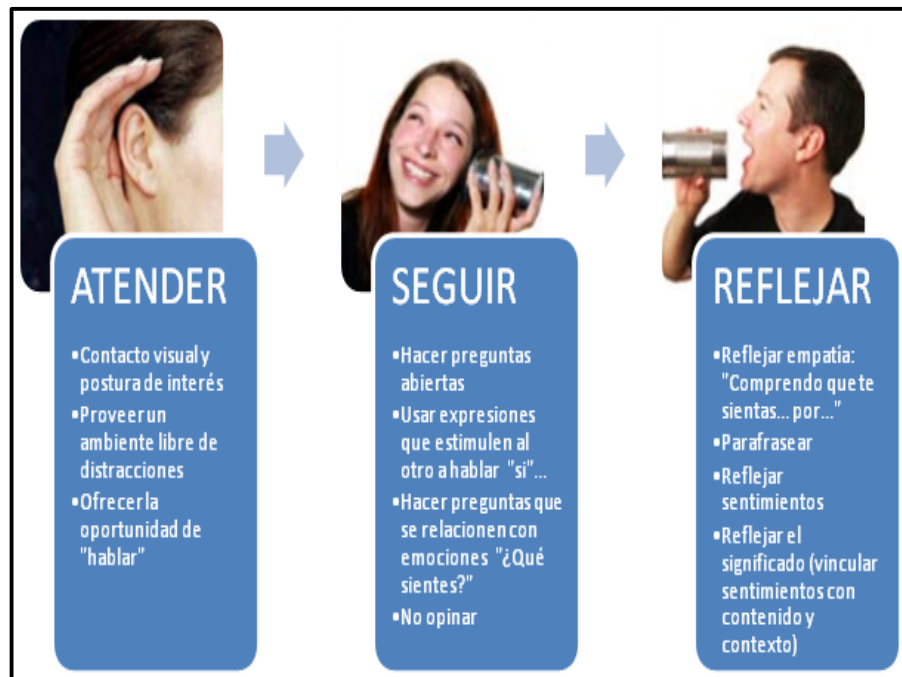 ATENDER
•Contacto visual y
postura de interés
•Proveer un
ambiente libre de
distracciones
•Ofrecer la
oportunidad de
"hablar"
SEGUIR
•Hacer preguntas
abiertas
•Usar expresiones
que estimulen al
otro a hablar "si"...
•Hacer preguntas que
se relacionen con
emociones "¿Qué
sientes?"
•No opinar
REFLEJAR
•Reflejar empatía:
"Comprendo que te
sientas... por..."
•Parafrasear
•Reflejar
sentimientos
•Reflejar el
significado (vincular
sentimientos con
contenido y
contexto)